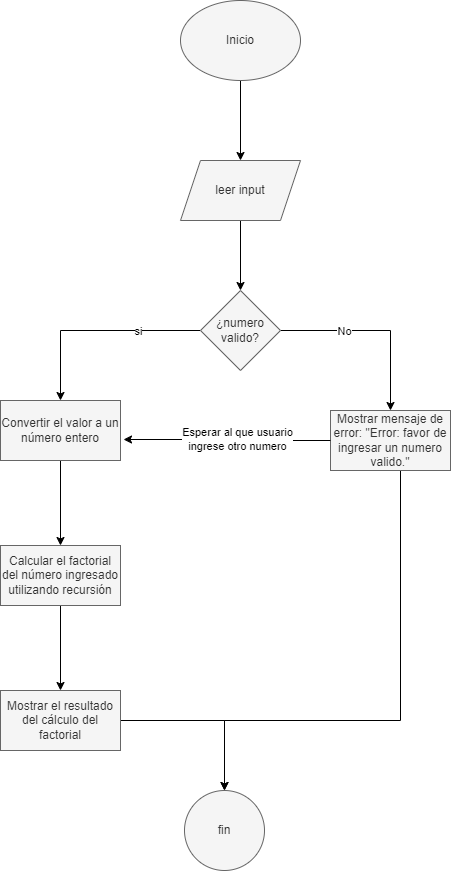 Inicio
leer input
¿numero
valido?
si
No
Convertir el valor a un
número entero
Esperar al que usuario
ingrese otro numero
Mostrar mensaje de
error: "Error: favor de
ingresar un numero
valido."
Calcular el factorial
del número ingresado
utilizando recursión
Mostrar el resultado
del cálculo del
factorial
fin